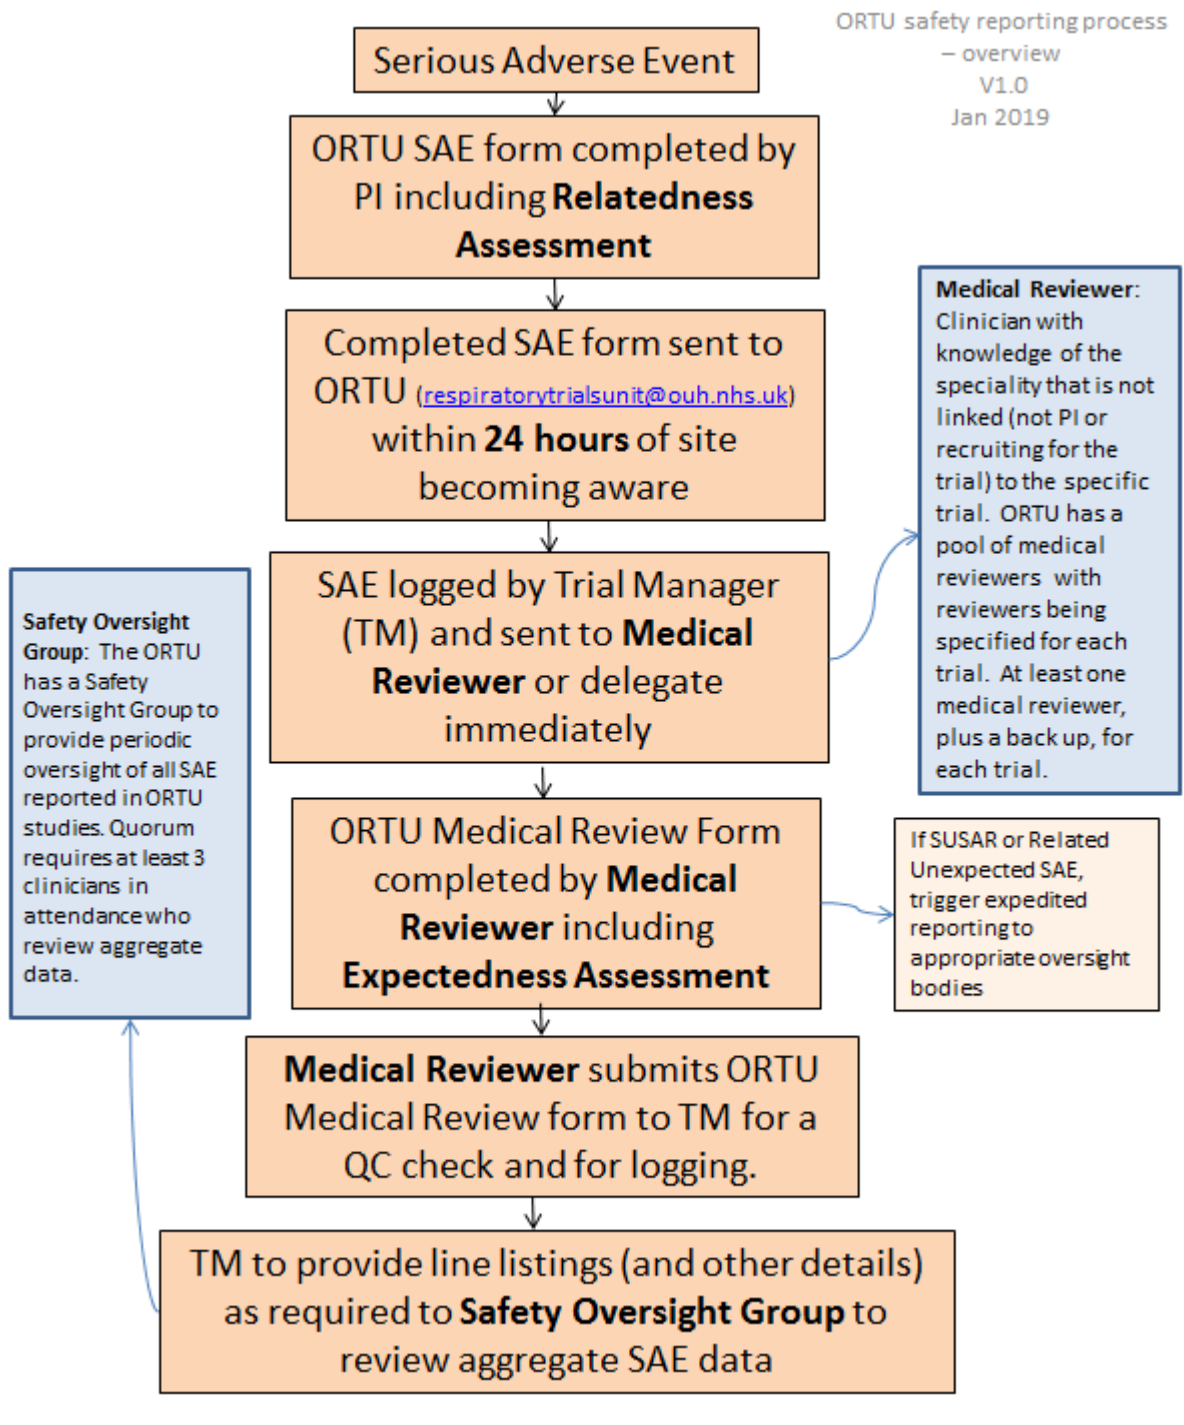 ORTU safety reporting process
– overview
V1.0
Jan 2019
Serious Adverse Event
ORTU SAE form completed by
PI including Relatedness
Assessment
Completed SAE form sent to
ORTU (respiratorytrialsunit@ouh.nhs.uk)
within 24 hours of site
becoming aware
SAE logged by Trial Manager
(TM) and sent to Medical
Reviewer or delegate
immediately
Medical Reviewer:
Clinician with
knowledge of the
speciality that is not
linked (not PI or
recruiting for the
trial) to the specific
trial. ORTU has a
pool of medical
reviewers with
reviewers being
specified for each
trial. At least one
medical reviewer,
plus a back up, for
each trial.
ORTU Medical Review Form
completed by Medical
Reviewer including
Expectedness Assessment
If SUSAR or Related
Unexpected SAE,
trigger expedited
reporting to
appropriate oversight
bodies
Medical Reviewer submits ORTU
Medical Review form to TM for a
QC check and for logging.
TM to provide line listings (and other details)
as required to Safety Oversight Group to
review aggregate SAE data
Safety Oversight
Group: The ORTU
has a Safety
Oversight Group to
provide periodic
oversight of all SAE
reported in ORTU
studies. Quorum
requires at least 3
clinicians in
attendance who
review aggregate
data.